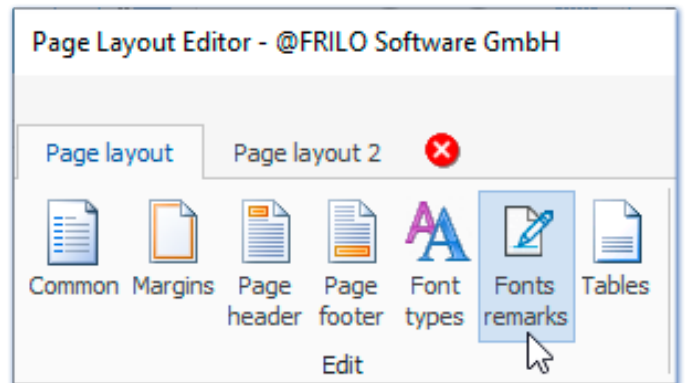 Page Layout Editor - @FRILO Software GmbH
Page layout Page layout 2
Common Margins Page header Page footer Font types Fonts remarks Tables
Edit